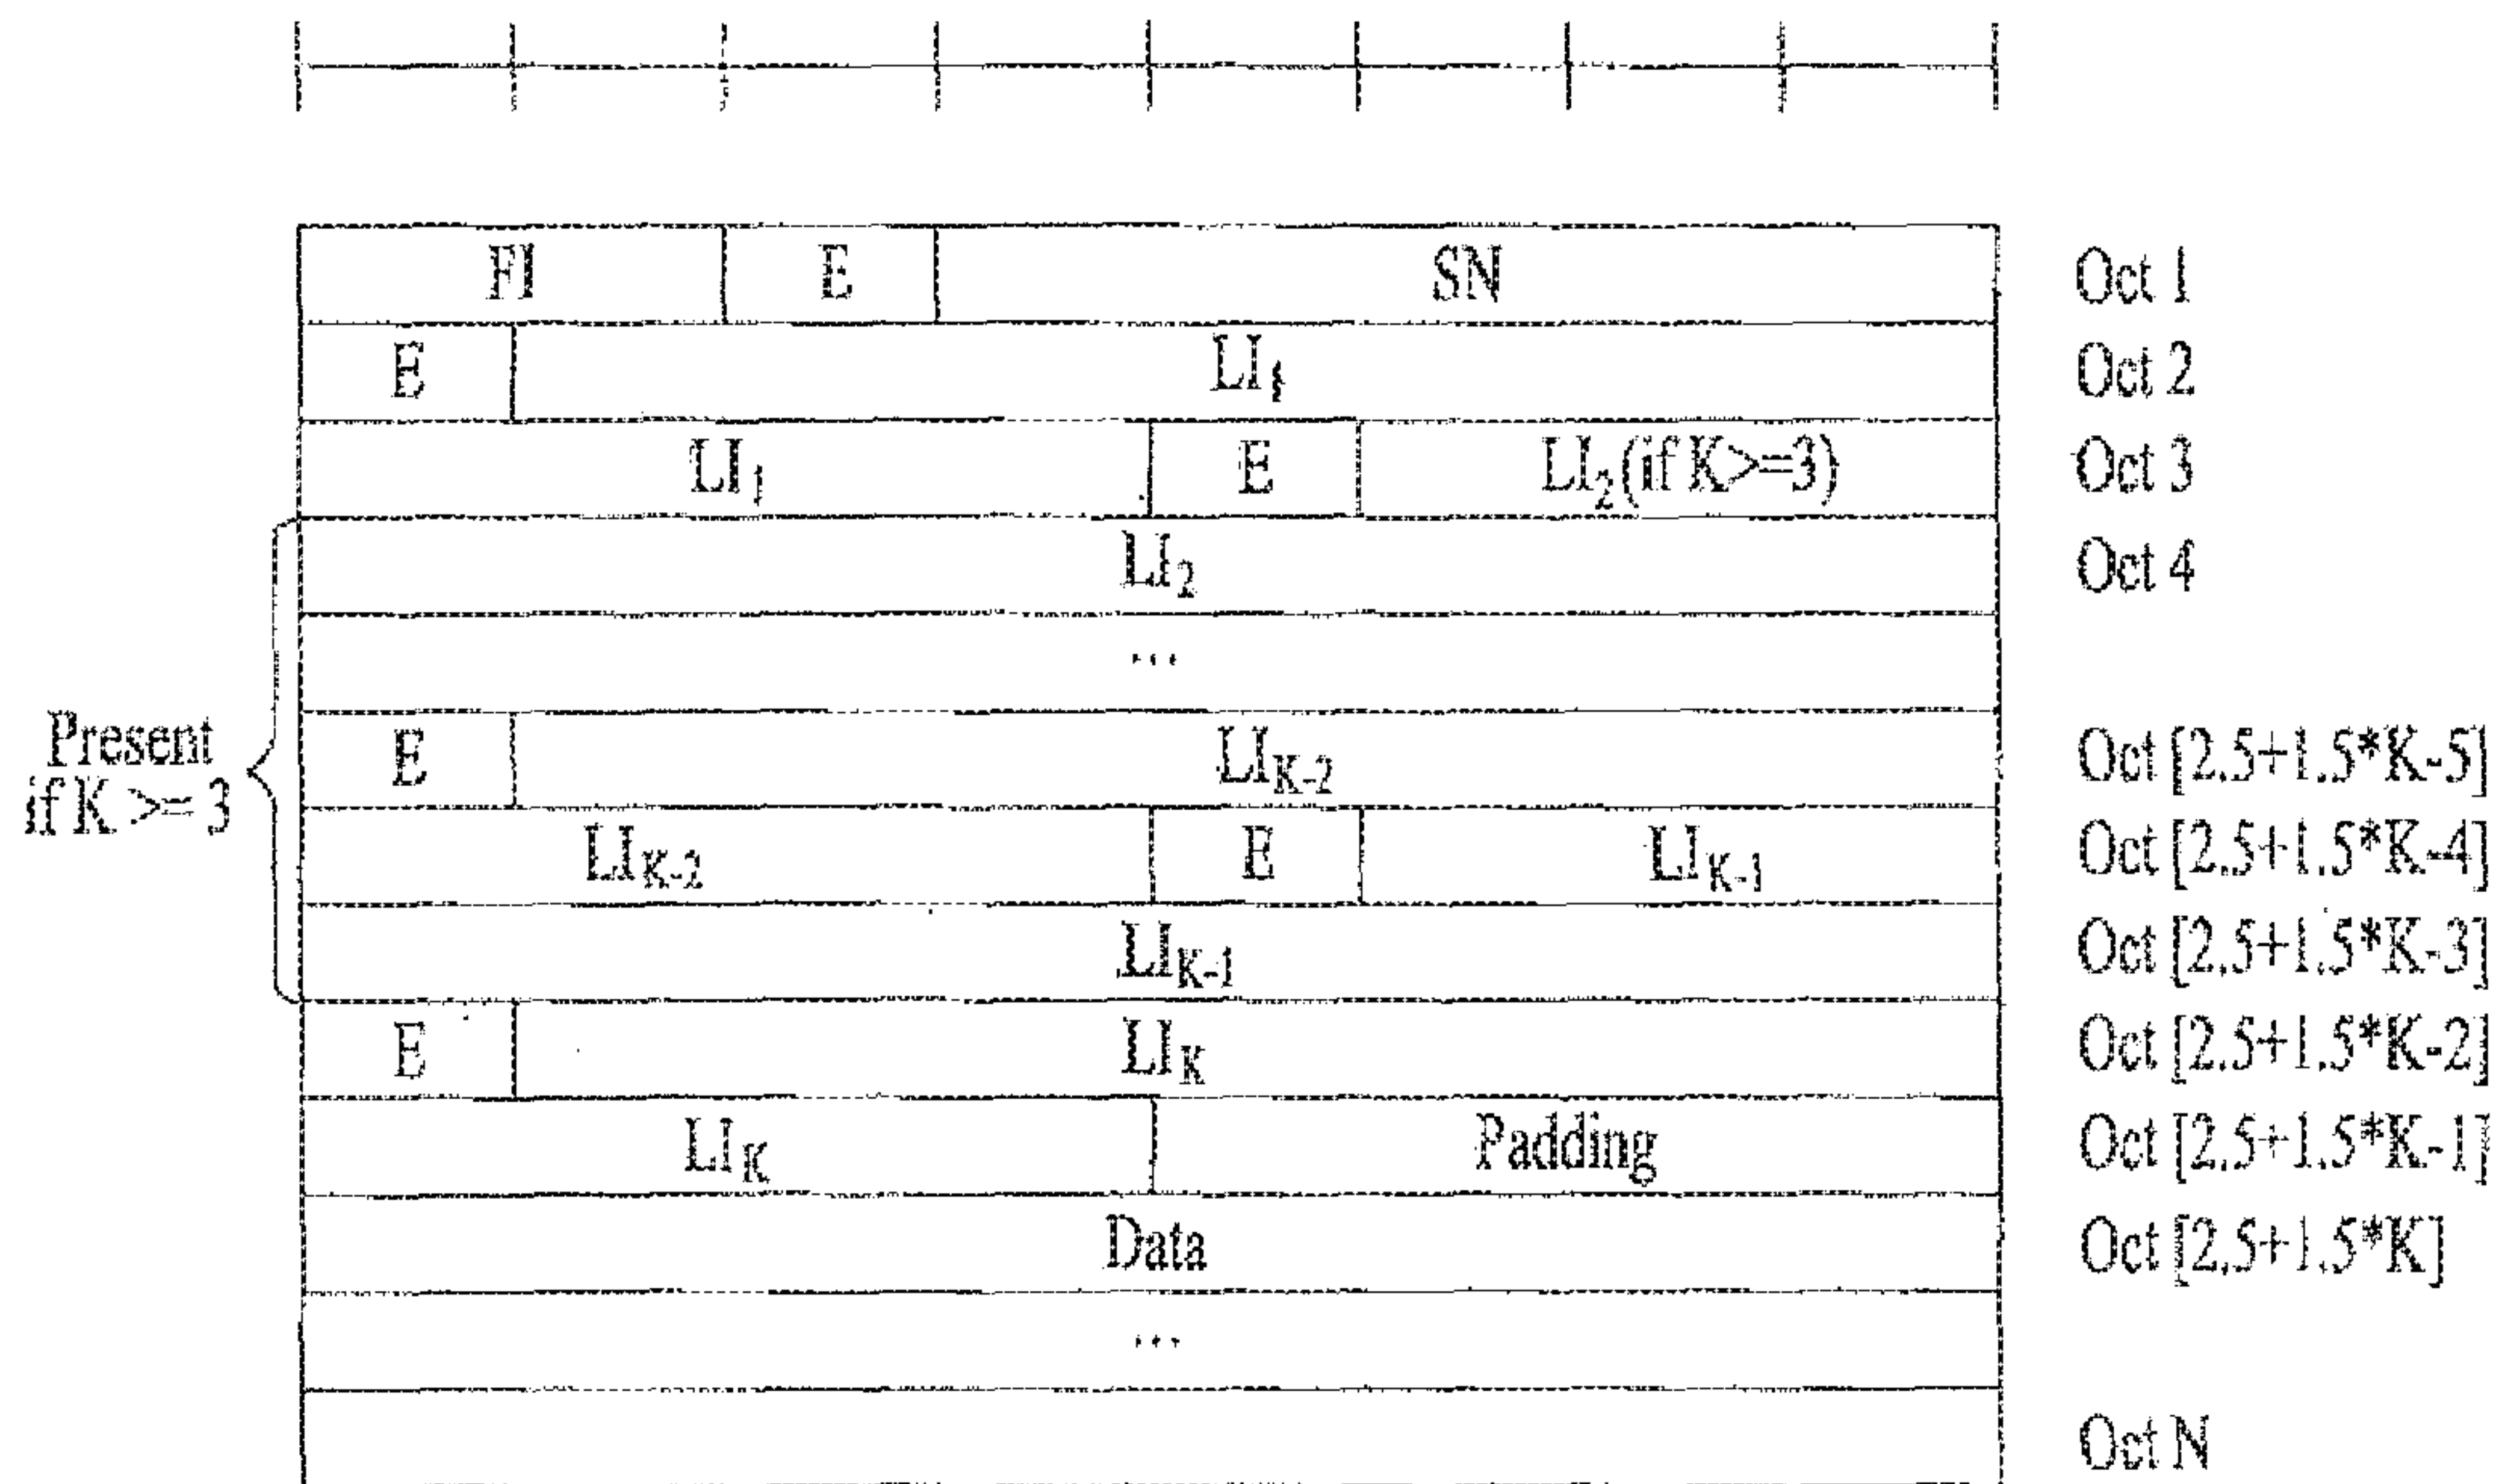 FI E SN Oct 1
E LI1 Oct 2
LI1 E LI2(if K>=3) Oct 3
LI2 Oct 4
...
Present
if K >= 3
E LIK-2 Oct [2.5+1.5*K-5]
LIK-2 E LIK-1 Oct [2.5+1.5*K-4]
LIK-1 Oct [2.5+1.5*K-3]
E LIK Oct [2.5+1.5*K-2]
LIK Padding Oct [2.5+1.5*K-1]
Data Oct [2.5+1.5*K]
...
Oct N